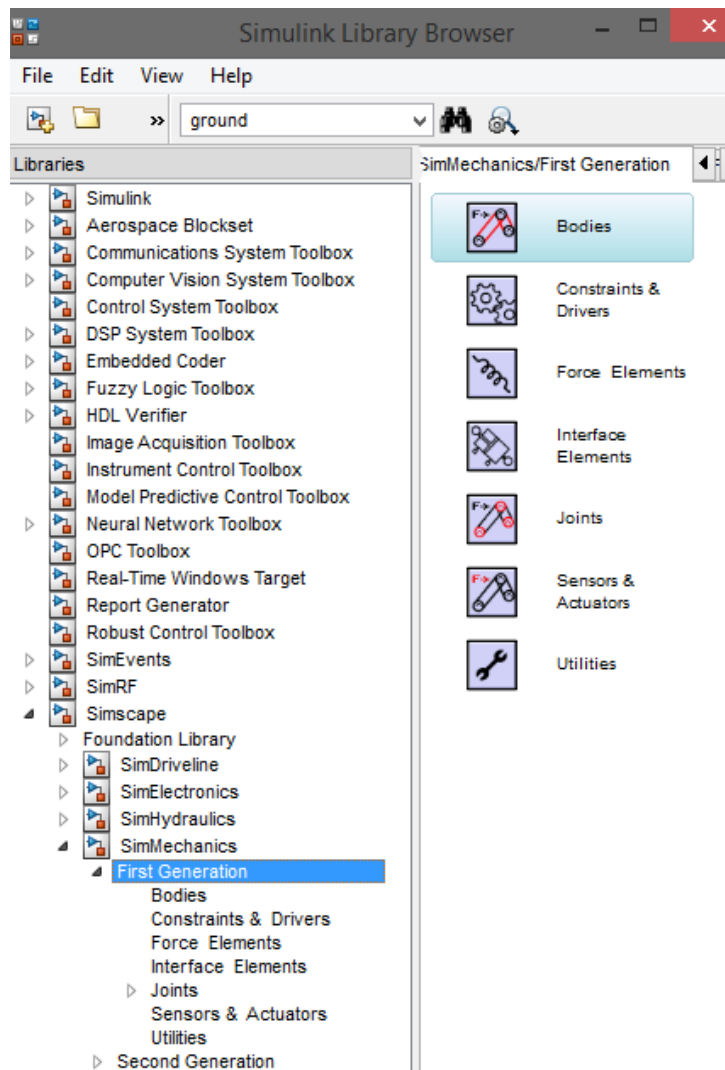 Simulink Library Browser
File Edit View Help
» ground
Libraries
SimMechanics/First Generation
Simulink
Aerospace Blockset
Communications System Toolbox
Computer Vision System Toolbox
Control System Toolbox
DSP System Toolbox
Embedded Coder
Fuzzy Logic Toolbox
HDL Verifier
Image Acquisition Toolbox
Instrument Control Toolbox
Model Predictive Control Toolbox
Neural Network Toolbox
OPC Toolbox
Real-Time Windows Target
Report Generator
Robust Control Toolbox
SimEvents
SimRF
Simscape
Foundation Library
SimDriveline
SimElectronics
SimHydraulics
SimMechanics
First Generation
Bodies
Constraints & Drivers
Force Elements
Interface Elements
Joints
Sensors & Actuators
Utilities
Second Generation
Bodies
Constraints &
Drivers
Force Elements
Interface
Elements
Joints
Sensors &
Actuators
Utilities